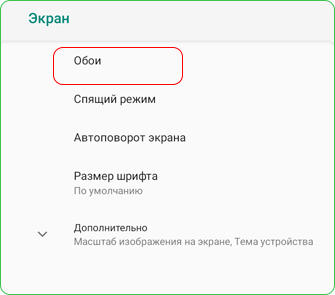 Экран
Обои
Спящий режим
Автоповорот экрана
Размер шрифта
По умолчанию
Дополнительно
Масштаб изображения на экране, Тема устройства